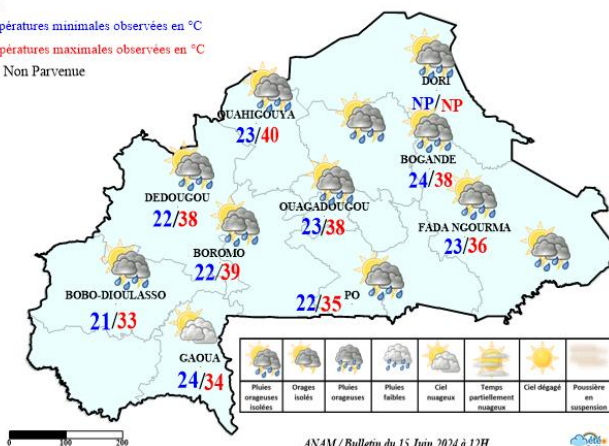 pératures minimales observées en °C
pératures maximales observées en °C
Non Parvenue
DORI
NP/NP
OUAHIGOUYA
23/40
BOGANDE
24/38
DEDOUGOU
22/38
OUAGADOUGOU
23/38
FADA NGOURMA
23/36
BOROMO
22/39
BOBO-DIOULASSO
21/33
PO
22/35
GAOUA
24/34
Pluies orageuses isolées
Orages isolés
Pluies orageuses
Pluies faibles
Ciel nuageux
Temps partiellement nuageux
Ciel dégagé
Poussière en suspension
0 100 200
ANAM / Bulletin du 15 Juin 2024 à 12H